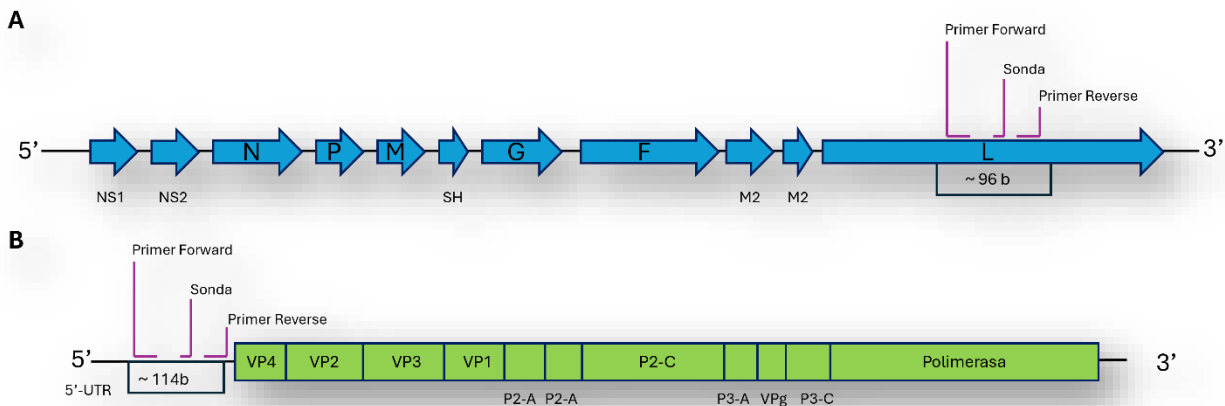 A
Primer Forward
Sonda
Primer Reverse
5’ N P M G F L 3’
~ 96 b
NS1 NS2 SH M2 M2
B
Primer Forward
Sonda
Primer Reverse
5’ VP4 VP2 VP3 VP1 P2-C Polimerasa 3’
5’-UTR ~ 114b
P2-A P2-A P3-A VPg P3-C